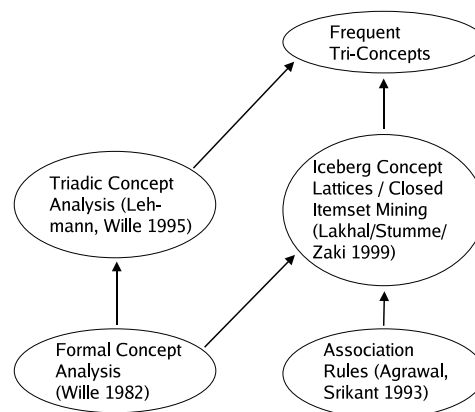 Frequent
Tri-Concepts
Triadic Concept
Analysis (Leh-
mann, Wille 1995)
Iceberg Concept
Lattices / Closed
Itemset Mining
(Lakhal/Stumme/
Zaki 1999)
Formal Concept
Analysis
(Wille 1982)
Association
Rules (Agrawal,
Srikant 1993)